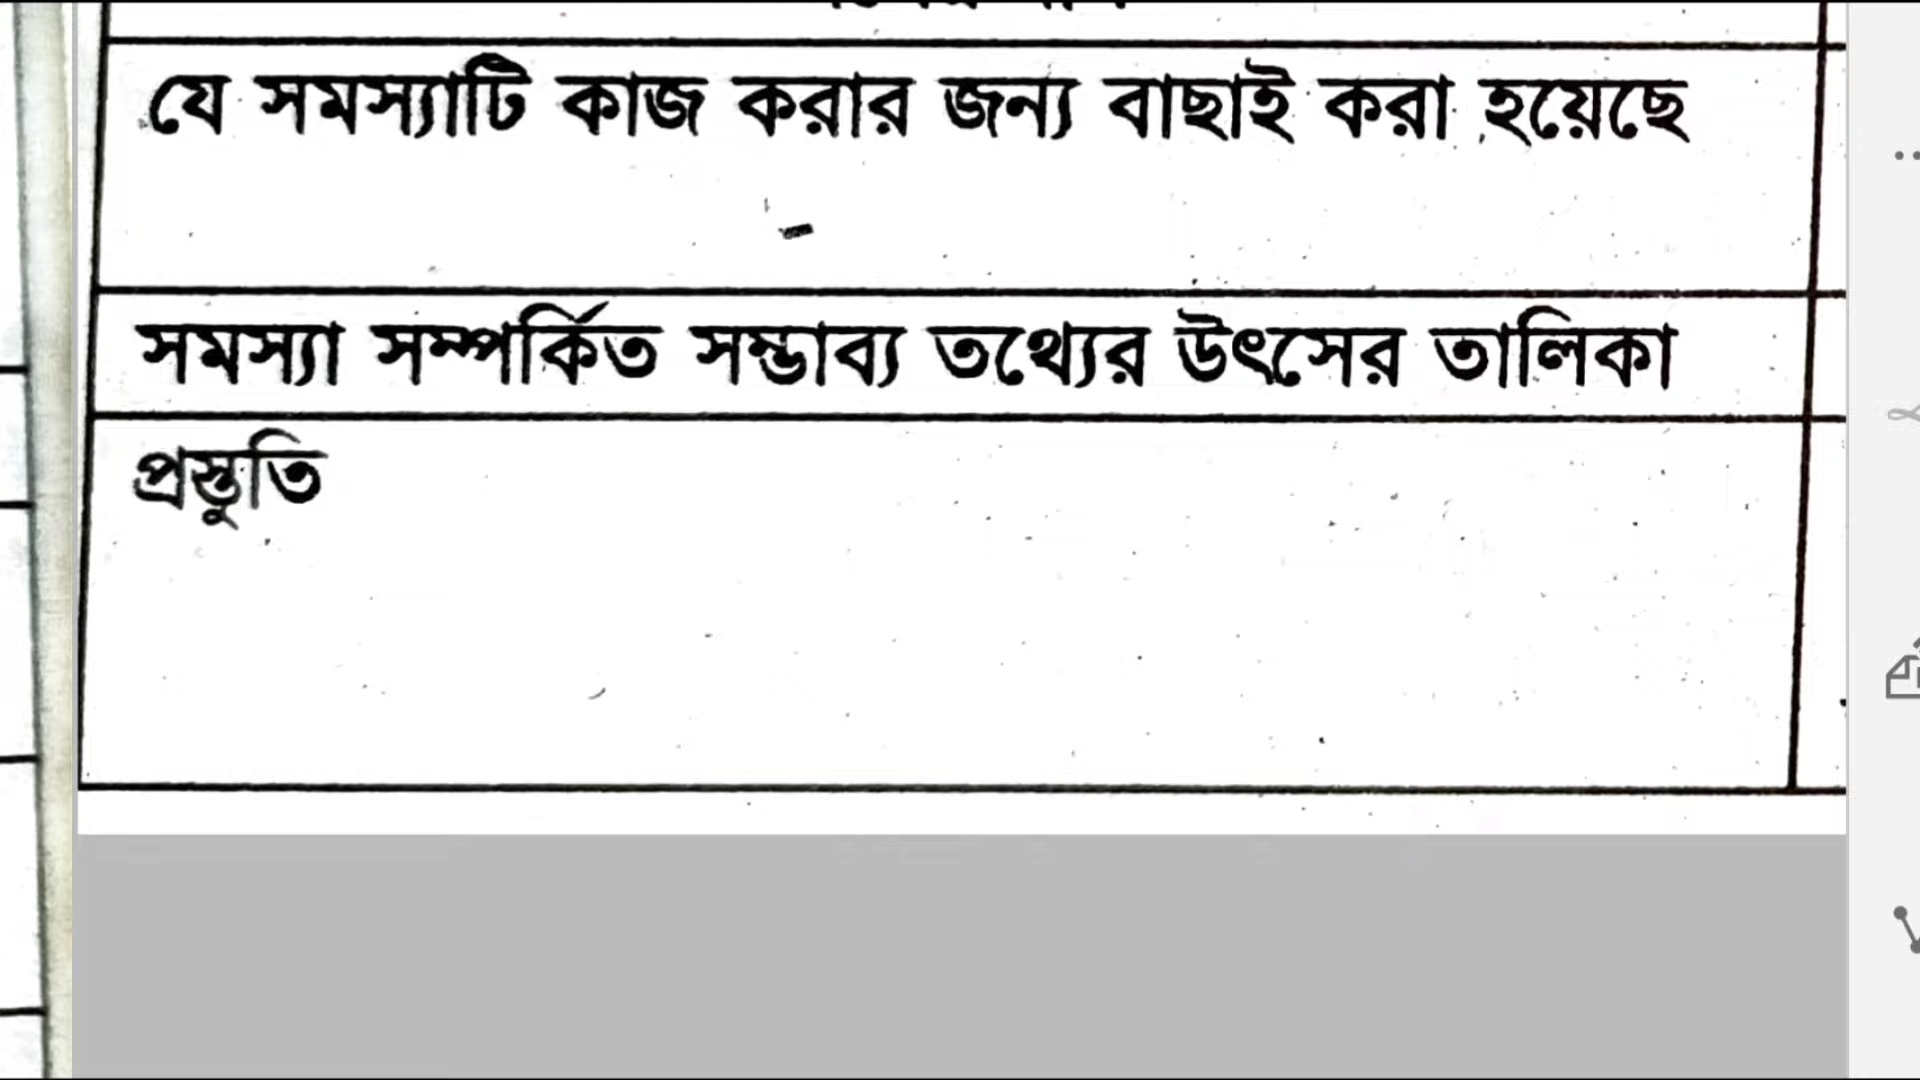 যে সমস্যাটি কাজ করার জন্য বাছাই করা হয়েছে
সমস্যা সম্পর্কিত সম্ভাব্য তথ্যের উৎসের তালিকা
প্রস্তুতি